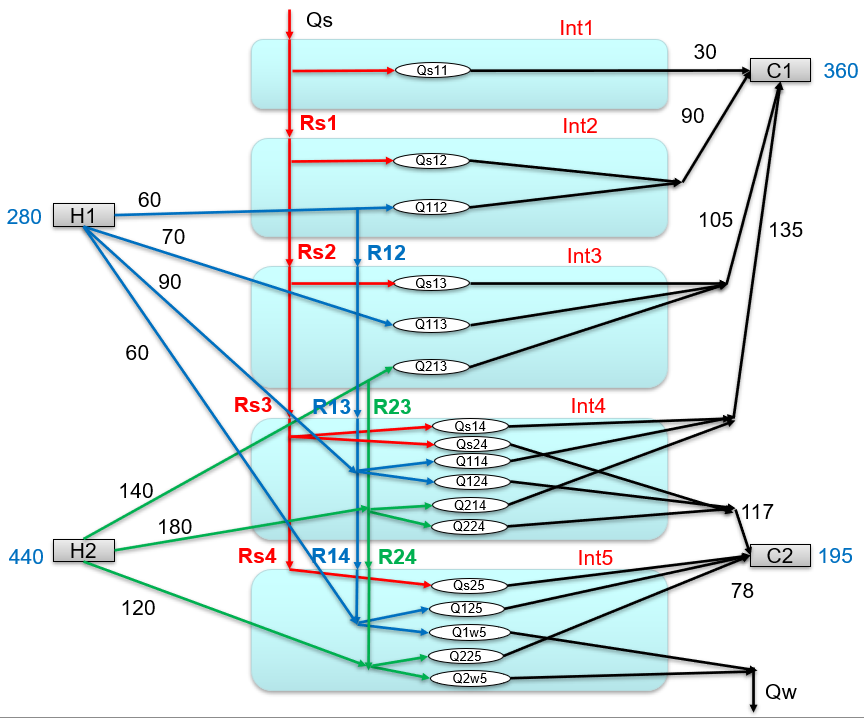 Qs
Int1
Qs11
30
C1
360
Rs1
Int2
90
Qs12
280
H1
60
Q112
70
Rs2
R12
Int3
105
135
90
Qs13
Q113
60
Q213
Rs3
R13
R23
Int4
Qs14
Qs24
Q114
Q124
140
Q214
117
180
Q224
440
H2
Rs4
R14
R24
Int5
C2
195
Qs25
78
120
Q125
Q1w5
Q225
Q2w5
Qw